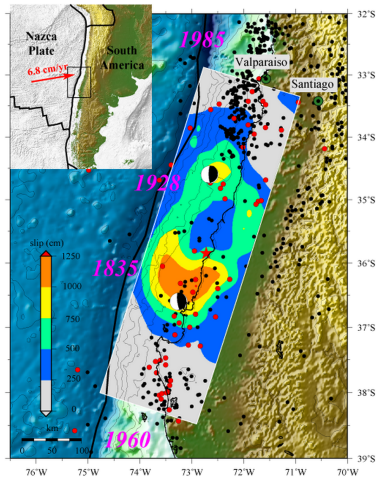 Nazca
Plate
South
America
6.8 cm/yr
1985
Valparaiso
Santiago
1928
1835
1960
slip (cm)
1250
1000
750
500
250
0
km
0
50
100
32°S
33°S
34°S
35°S
36°S
37°S
38°S
39°S
76°W
75°W
74°W
73°W
72°W
71°W
70°W